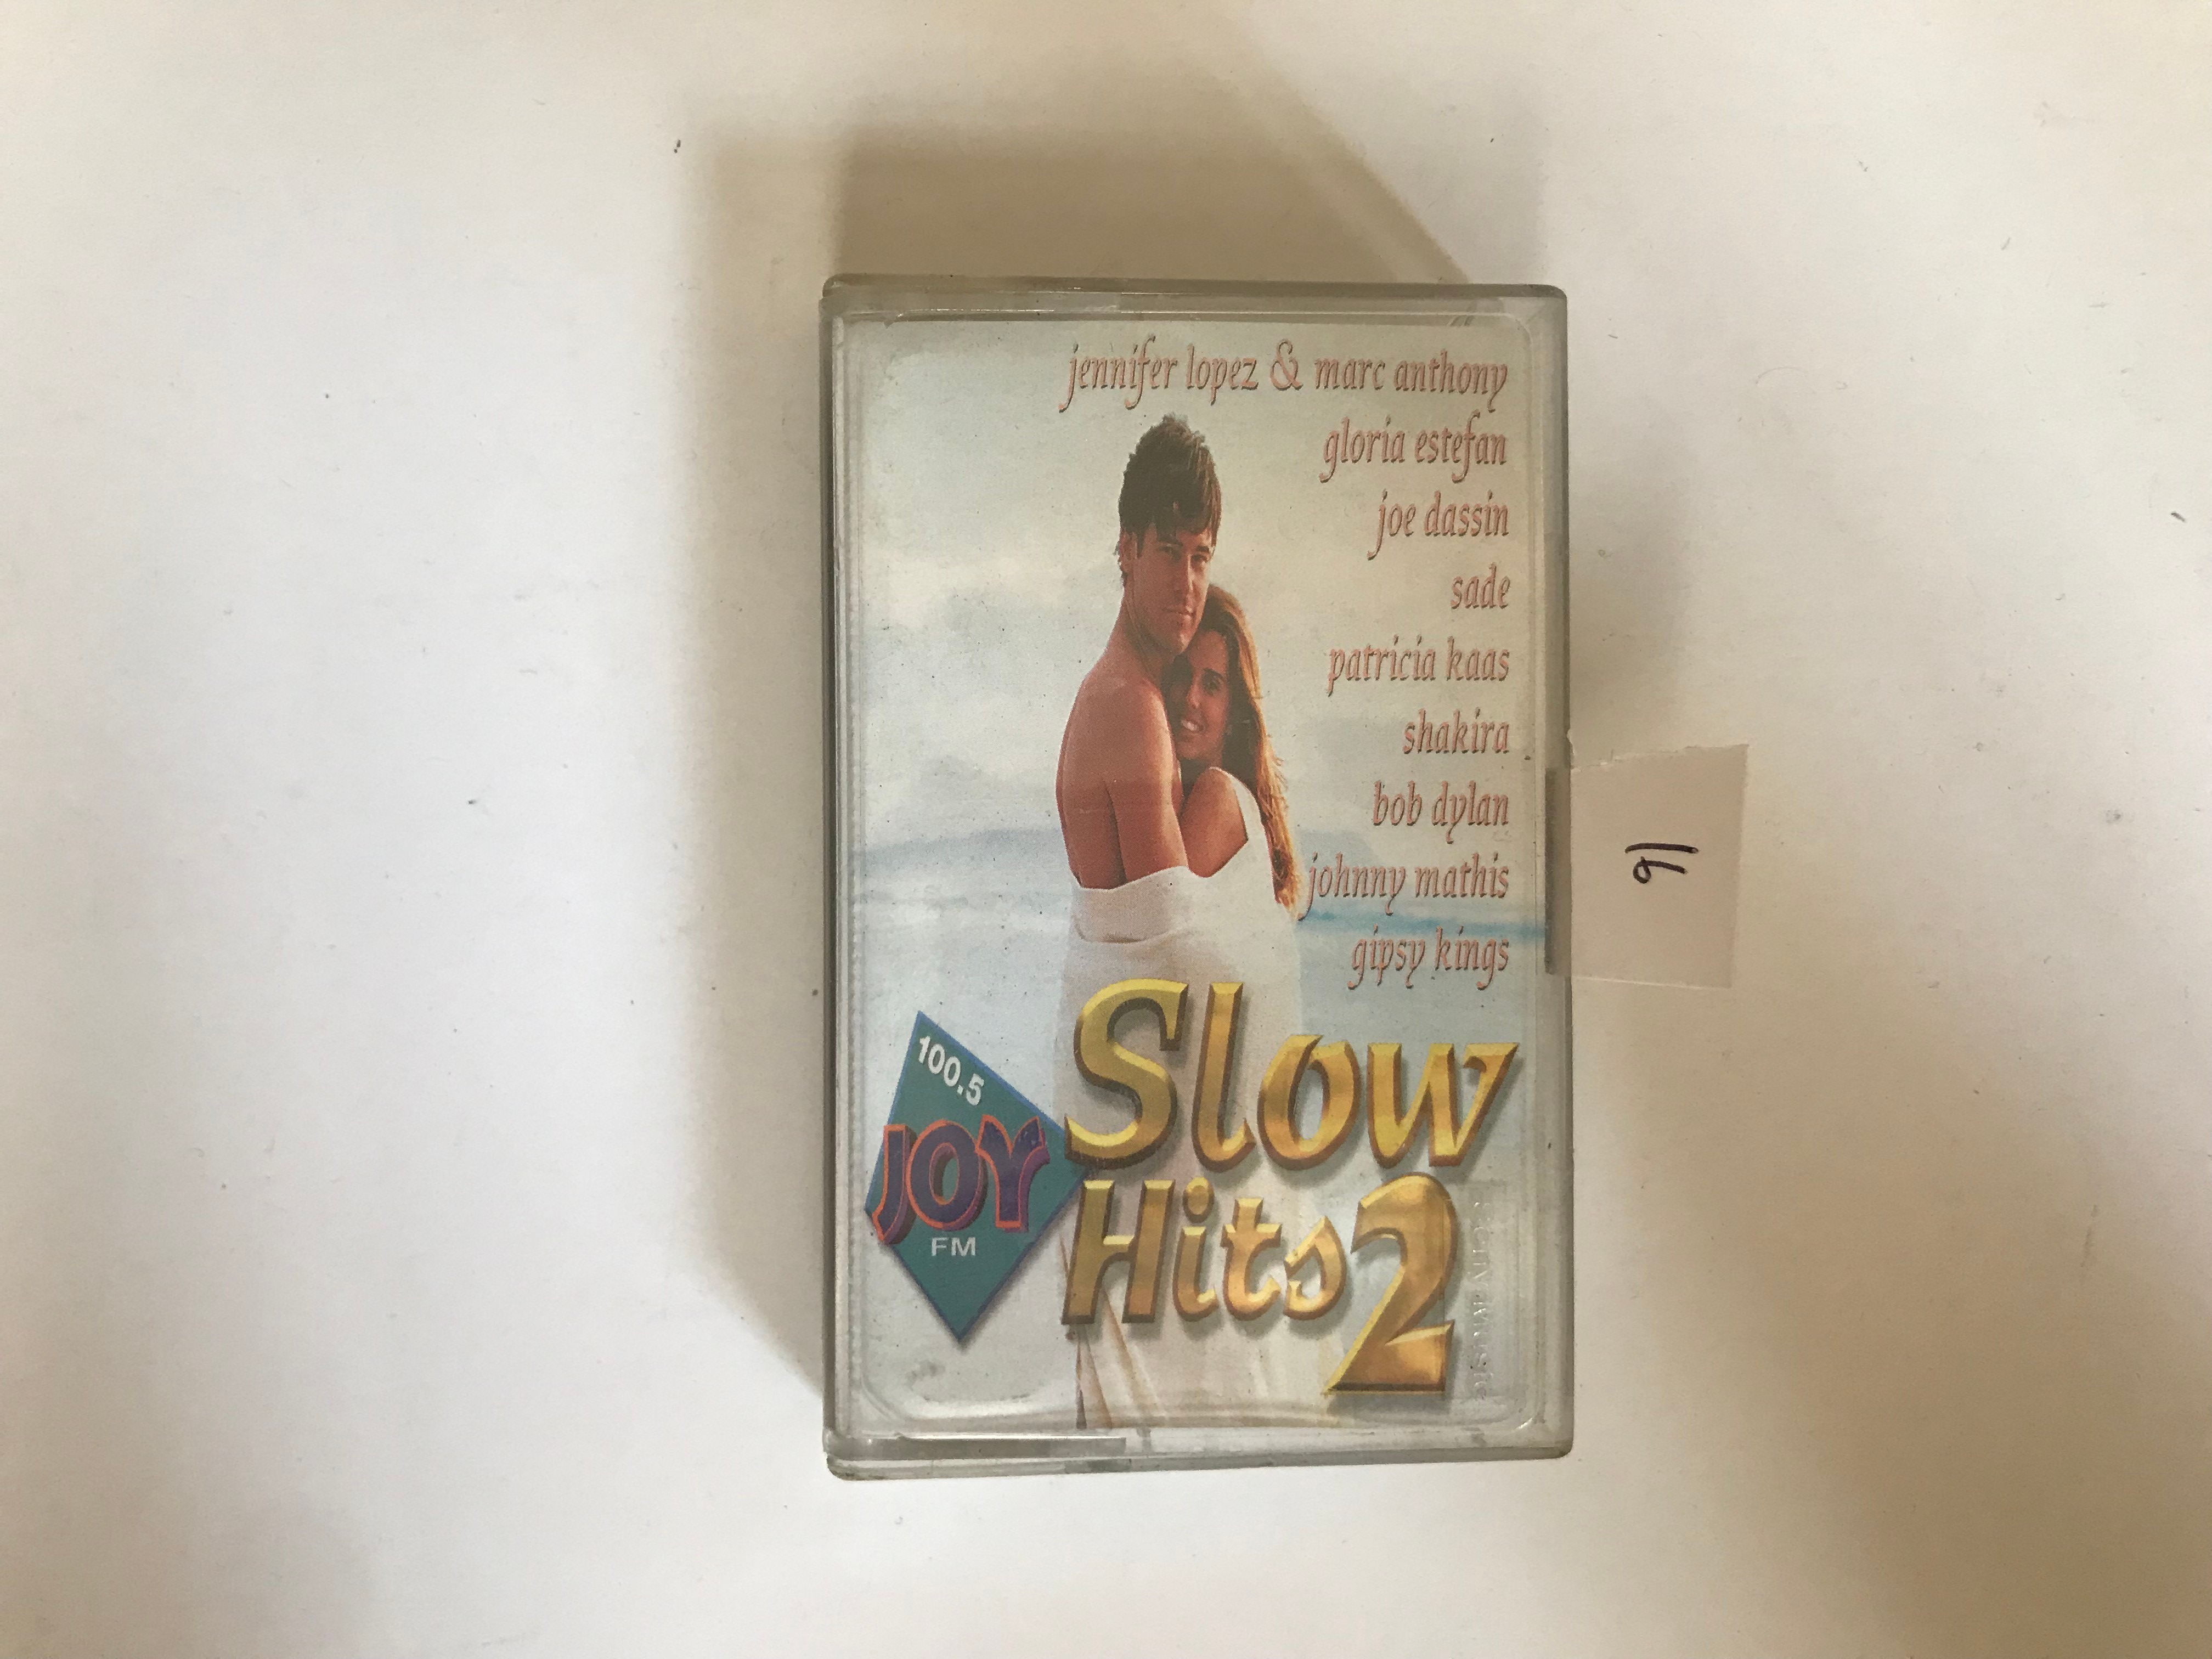 jennifer lopez & marc anthony
gloria estefan
joe dassin
sade
patricia kaas
shakira
bob dylan
johnny mathis
gipsy kings
Slow
Hits 2
100.5
JOY
FM
91